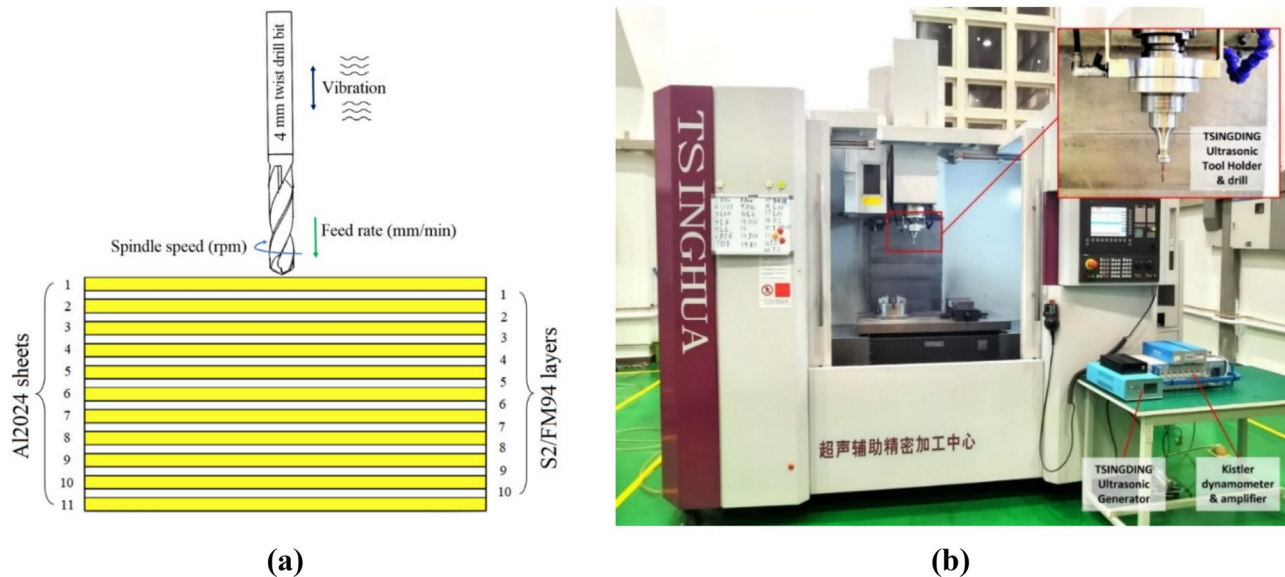 4 mm twist drill bit
Vibration
Spindle speed (rpm)
Feed rate (mm/min)
Al2024 sheets
1
2
3
4
5
6
7
8
9
10
11
1
2
3
4
5
6
7
8
9
10
S2/FM94 layers
(a)
TSINGHUA
超声辅助精密加工中心
TSINGDING
Ultrasonic
Tool Holder
& drill
TSINGDING
Ultrasonic
Generator
Kistler
dynamometer
& amplifier
(b)